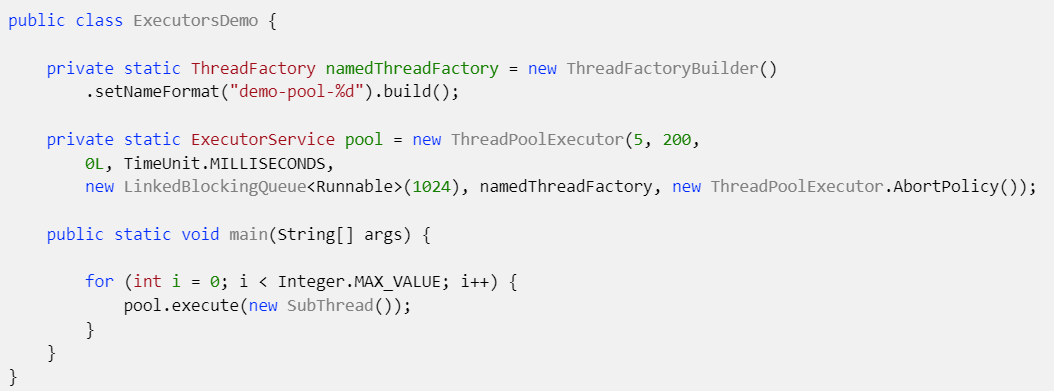 public class ExecutorsDemo {
    private static ThreadFactory namedThreadFactory = new ThreadFactoryBuilder()
        .setNameFormat("demo-pool-%d").build();
    private static ExecutorService pool = new ThreadPoolExecutor(5, 200,
        0L, TimeUnit.MILLISECONDS,
        new LinkedBlockingQueue<Runnable>(1024), namedThreadFactory, new ThreadPoolExecutor.AbortPolicy());
    public static void main(String[] args) {
        for (int i = 0; i < Integer.MAX_VALUE; i++) {
            pool.execute(new SubThread());
        }
    }
}